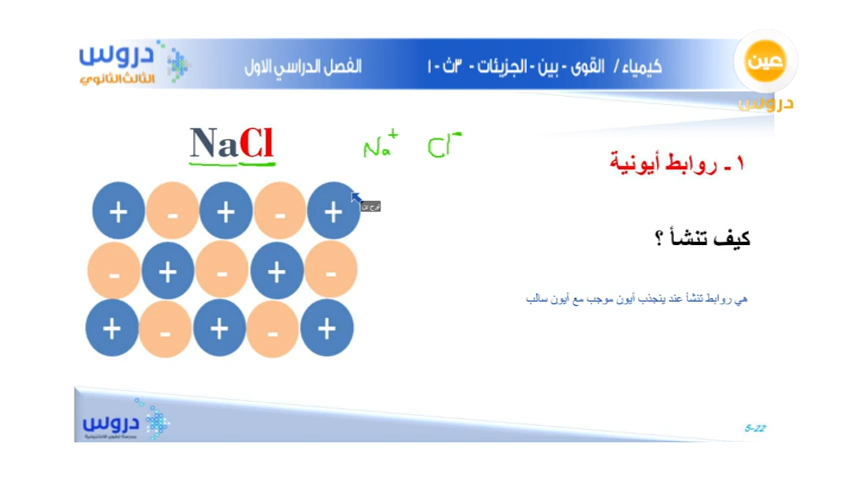 دروس
الثالث الثانوي
الفصل الدراسي الاول
كيمياء / القوى - بين - الجزيئات - ٣ث - ١
عين
دروس
NaCl
Na+ Cl-
١ - روابط أيونية
كيف تنشأ ؟
هي روابط تنشأ عند ينجذب أيون موجب مع أيون سالب
+ - + - +
- + - + -
+ - + - +
دروس
5-22